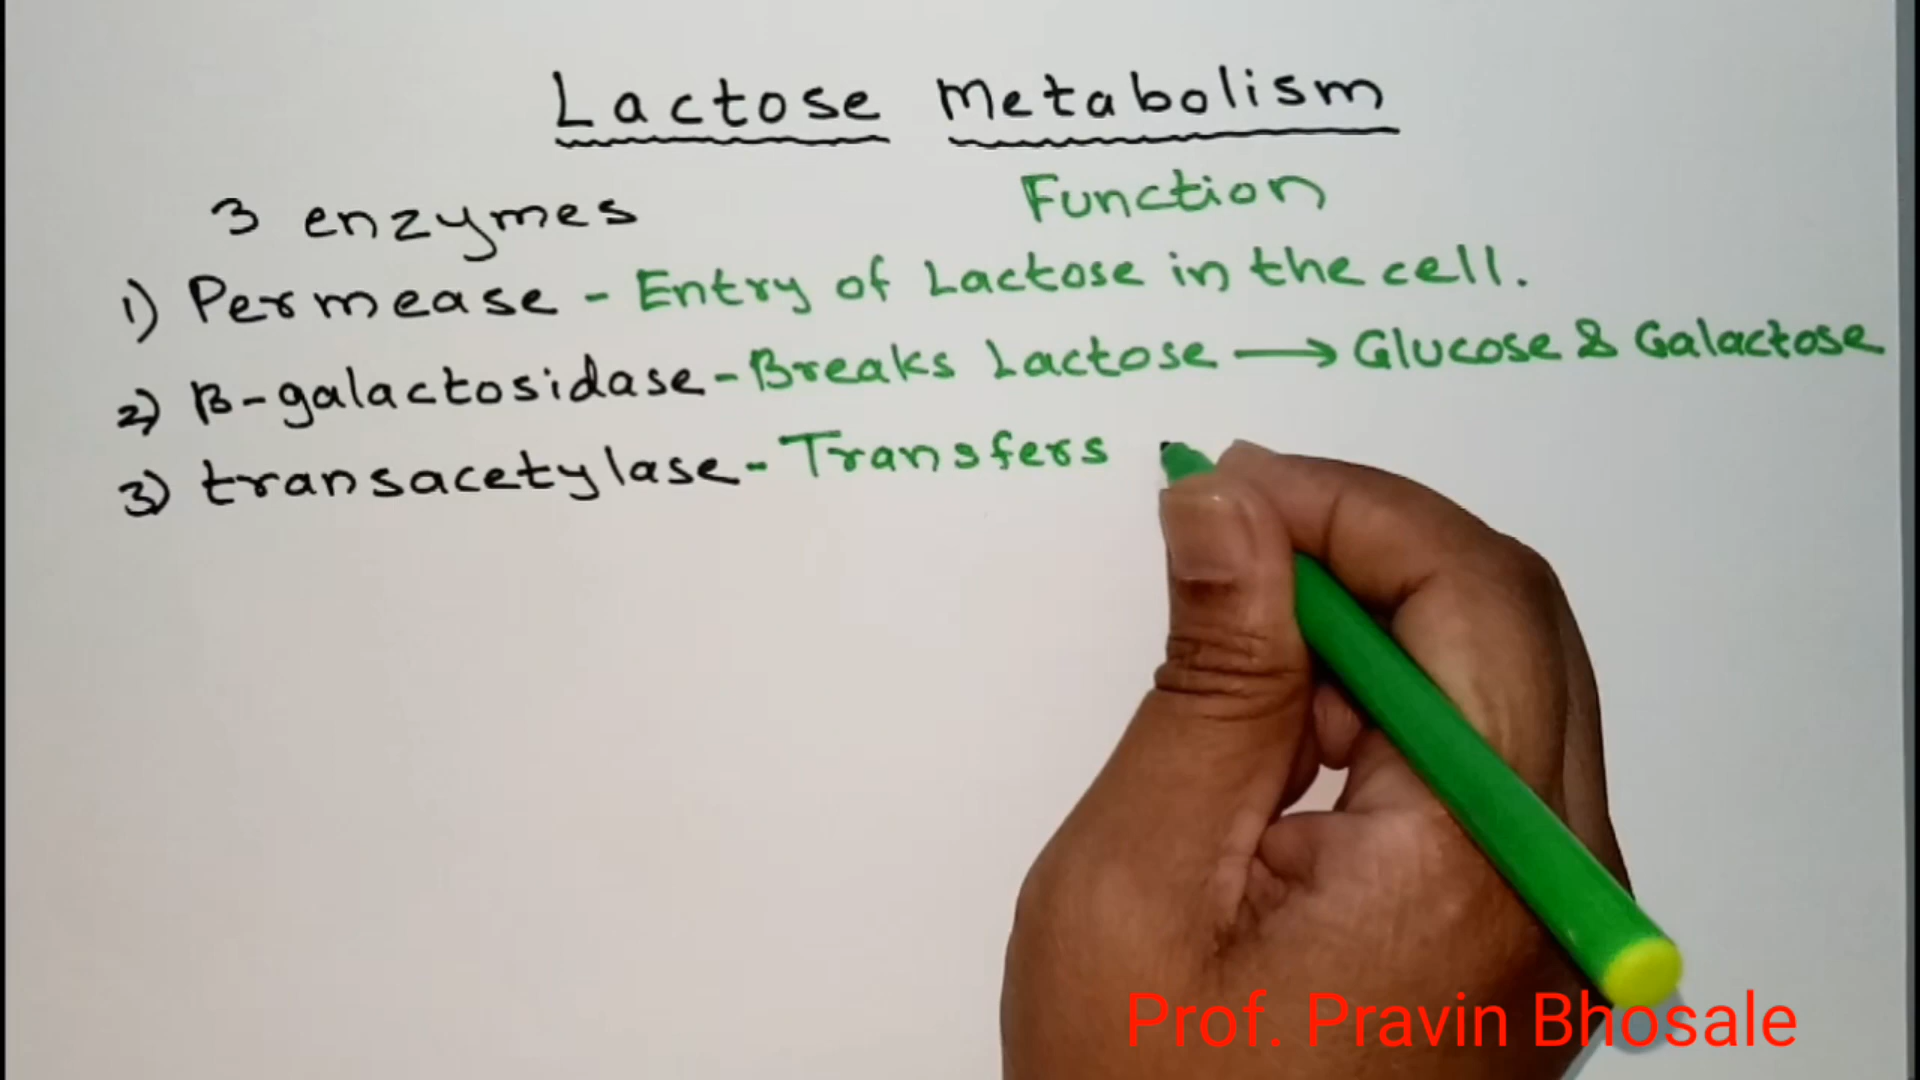 Lactose Metabolism
3 enzymes Function
1) Permease - Entry of Lactose in the cell.
2) B-galactosidase - Breaks Lactose → Glucose & Galactose
3) transacetylase - Transfers
Prof. Pravin Bhosale